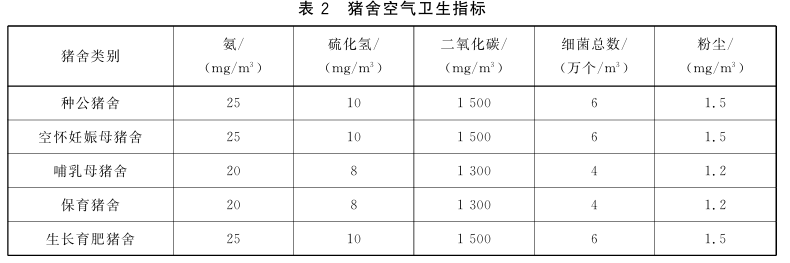 表 2 猪舍空气卫生指标
猪舍类别 氨/(mg/m³) 硫化氢/(mg/m³) 二氧化碳/(mg/m³) 细菌总数/(万个/m³) 粉尘/(mg/m³)
种公猪舍 25 10 1 500 6 1.5
空怀妊娠母猪舍 25 10 1 500 6 1.5
哺乳母猪舍 20 8 1 300 4 1.2
保育猪舍 20 8 1 300 4 1.2
生长育肥猪舍 25 10 1 500 6 1.5